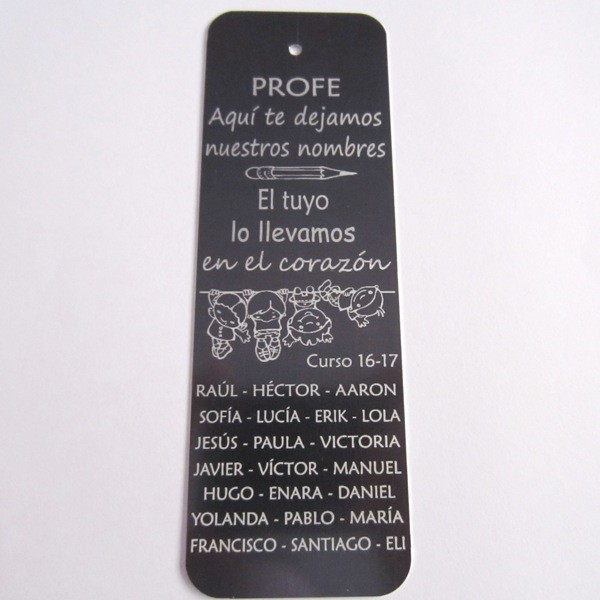 PROFE
Aquí te dejamos
nuestros nombres
El tuyo
lo llevamos
en el corazón
Curso 16-17
RAÚL - HÉCTOR - AARON
SOFÍA - LUCÍA - ERIK - LOLA
JESÚS - PAULA - VICTORIA
JAVIER - VÍCTOR - MANUEL
HUGO - ENARA - DANIEL
YOLANDA - PABLO - MARÍA
FRANCISCO - SANTIAGO - ELI